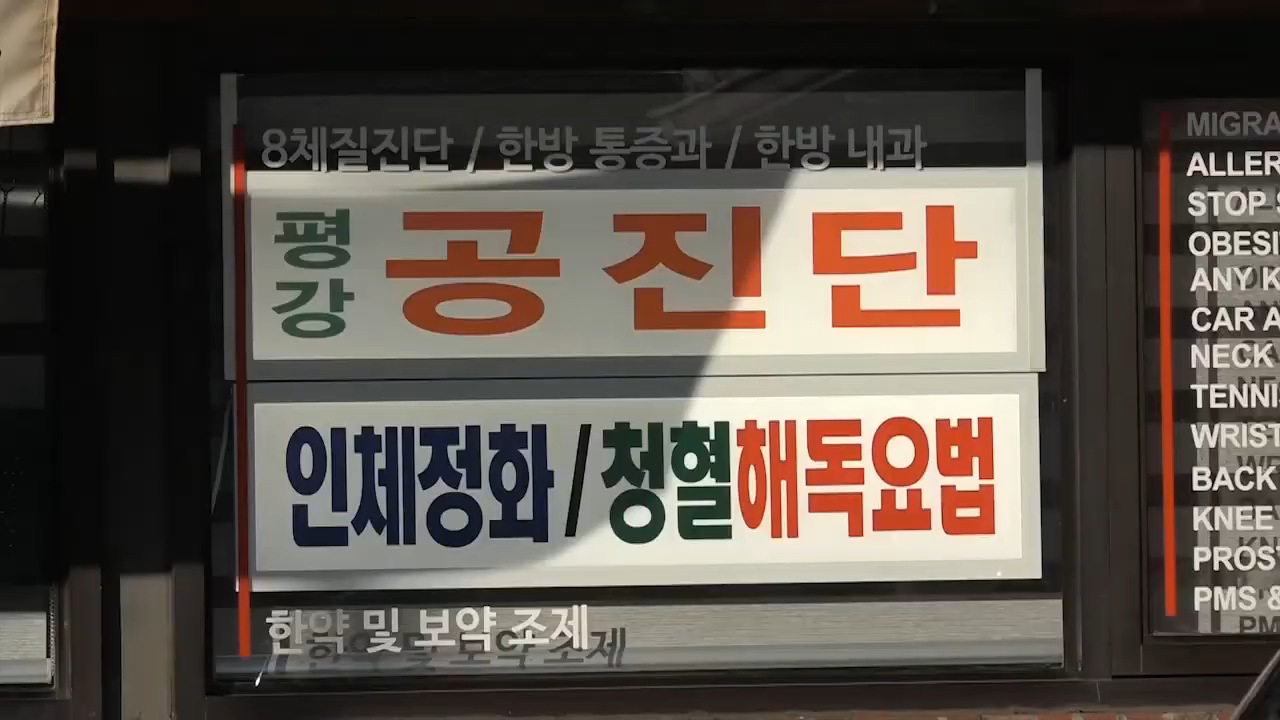 8체질진단 / 한방 통증과 / 한방 내과
평강 공진단
인체정화 / 청혈해독요법
한약 및 보약 조제
ALLER
STOP
OBESI
ANY K
CAR A
NECK
TENNI
WRIST
BACK
KNEE
PROST
PMS &
MIGRA